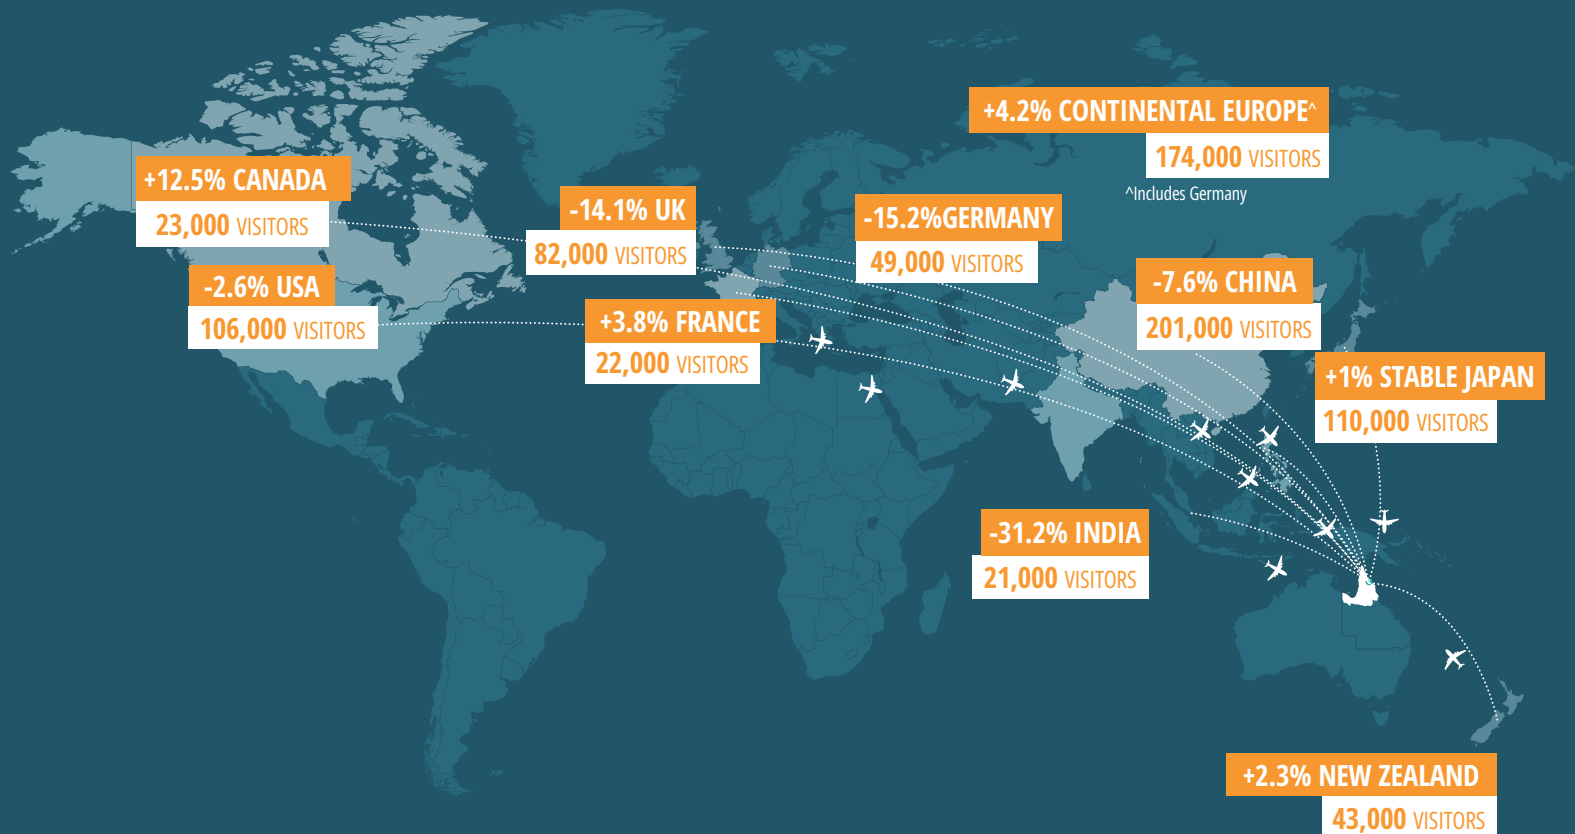 +4.2% CONTINENTAL EUROPE^
174,000 VISITORS
^Includes Germany
+12.5% CANADA
23,000 VISITORS
-14.1% UK
82,000 VISITORS
-15.2%GERMANY
49,000 VISITORS
-2.6% USA
106,000 VISITORS
+3.8% FRANCE
22,000 VISITORS
-7.6% CHINA
201,000 VISITORS
+1% STABLE JAPAN
110,000 VISITORS
-31.2% INDIA
21,000 VISITORS
+2.3% NEW ZEALAND
43,000 VISITORS